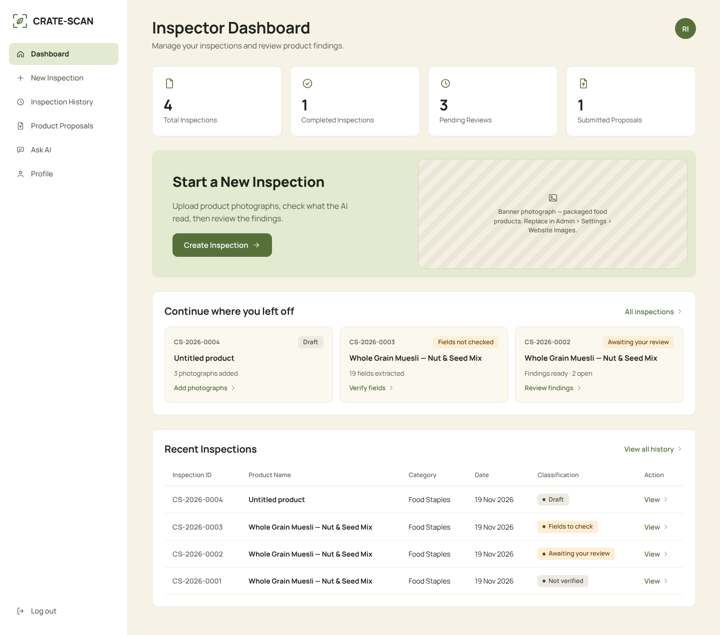 CRATE-SCAN
Dashboard
New Inspection
Inspection History
Product Proposals
Ask AI
Profile
Log out
Inspector Dashboard
Manage your inspections and review product findings.
RI
4
Total Inspections
1
Completed Inspections
3
Pending Reviews
1
Submitted Proposals
Start a New Inspection
Upload product photographs, check what the AI
read, then review the findings.
Create Inspection →
Banner photograph — packaged food
products. Replace in Admin › Settings ›
Website Images.
Continue where you left off
All inspections >
CS-2026-0004 Draft
Untitled product
3 photographs added
Add photographs >
CS-2026-0003 Fields not checked
Whole Grain Muesli — Nut & Seed Mix
19 fields extracted
Verify fields >
CS-2026-0002 Awaiting your review
Whole Grain Muesli — Nut & Seed Mix
Findings ready · 2 open
Review findings >
Recent Inspections
View all history >
Inspection ID Product Name Category Date Classification Action
CS-2026-0004 Untitled product Food Staples 19 Nov 2026 • Draft View >
CS-2026-0003 Whole Grain Muesli — Nut & Seed Mix Food Staples 19 Nov 2026 • Fields to check View >
CS-2026-0002 Whole Grain Muesli — Nut & Seed Mix Food Staples 19 Nov 2026 • Awaiting your review View >
CS-2026-0001 Whole Grain Muesli — Nut & Seed Mix Food Staples 19 Nov 2026 • Not verified View >